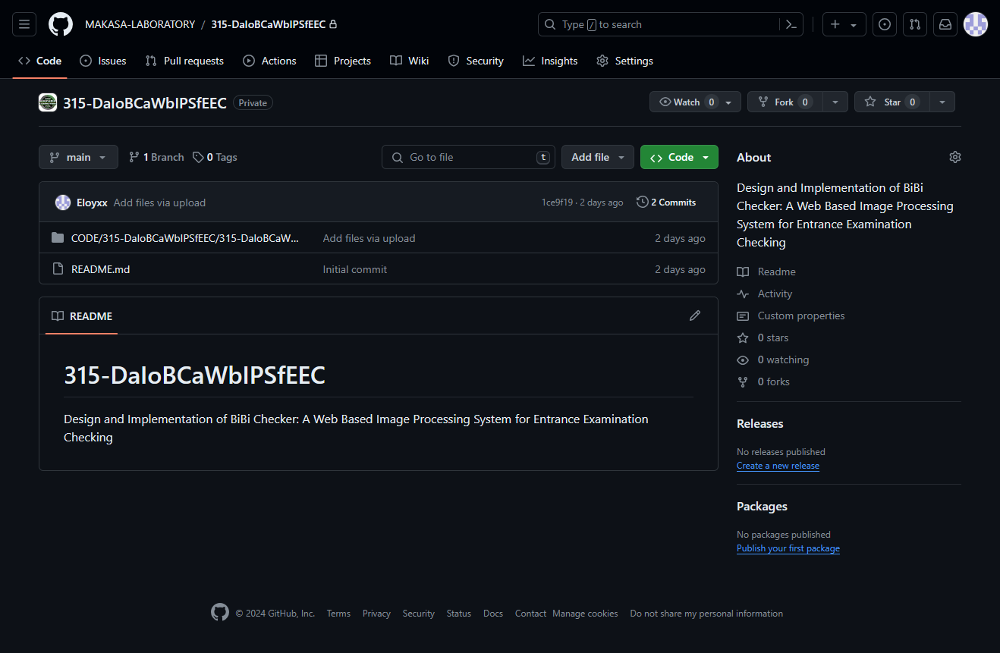 MAKASA-LABORATORY / 315-DaIoBCaWbIPSfEEC
Type / to search
Code Issues Pull requests Actions Projects Wiki Security Insights Settings
315-DaIoBCaWbIPSfEEC Private
Watch 0 Fork 0 Star 0
main 1 Branch 0 Tags Go to file t Add file Code
Eloyxx Add files via upload 1ce9f19 · 2 days ago 2 Commits
CODE/315-DaIoBCaWbIPSfEEC/315-DaIoBCaW... Add files via upload 2 days ago
README.md Initial commit 2 days ago
README
315-DaIoBCaWbIPSfEEC
Design and Implementation of BiBi Checker: A Web Based Image Processing System for Entrance Examination
Checking
About
Design and Implementation of BiBi
Checker: A Web Based Image Processing
System for Entrance Examination
Checking
Readme
Activity
Custom properties
0 stars
0 watching
0 forks
Releases
No releases published
Create a new release
Packages
No packages published
Publish your first package
© 2024 GitHub, Inc. Terms Privacy Security Status Docs Contact Manage cookies Do not share my personal information